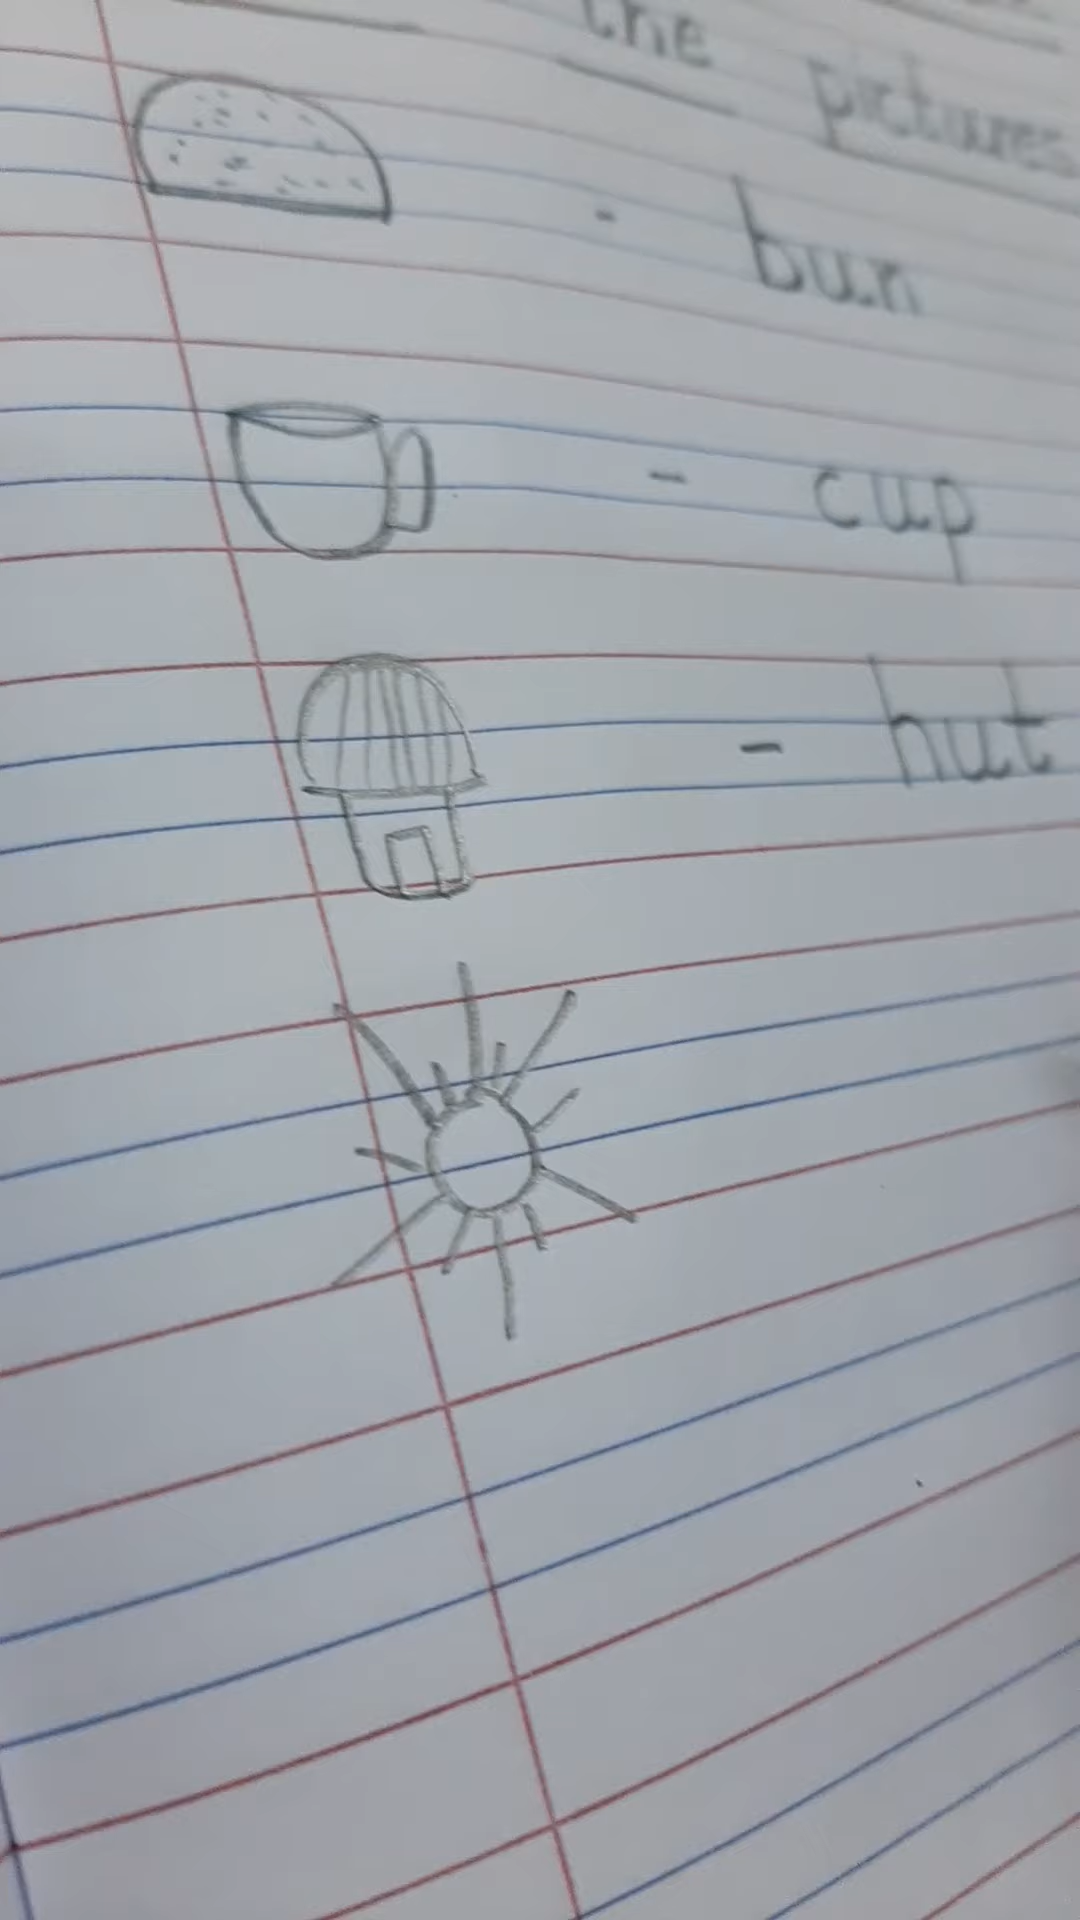 the pictures
- bun
- cup
- hut